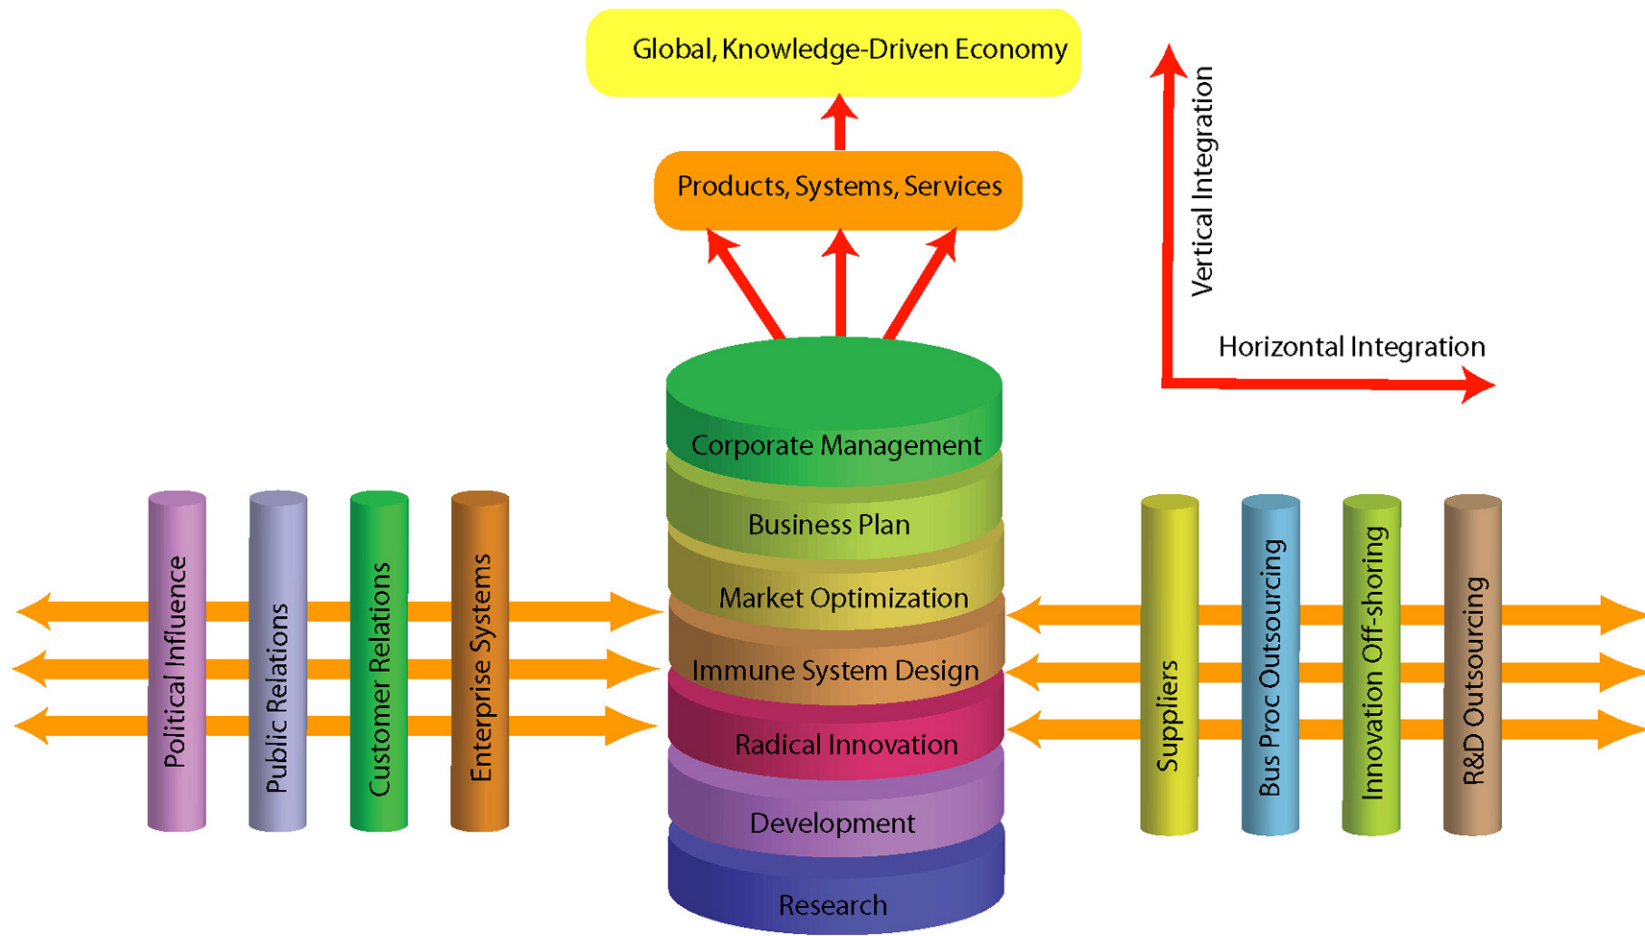 Global, Knowledge-Driven Economy
Products, Systems, Services
Vertical Integration
Horizontal Integration
Corporate Management
Business Plan
Market Optimization
Immune System Design
Radical Innovation
Development
Research
Political Influence
Public Relations
Customer Relations
Enterprise Systems
Suppliers
Bus Proc Outsourcing
Innovation Off-shoring
R&D Outsourcing